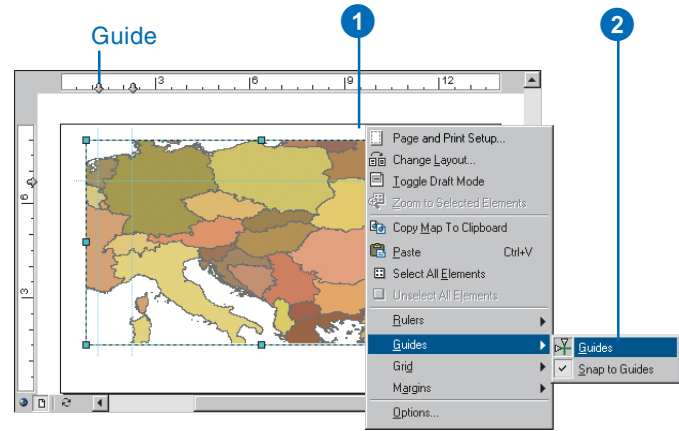 1
2
Guide
3 6 9 12
6
3
Page and Print Setup...
Change Layout...
Toggle Draft Mode
Zoom to Selected Elements
Copy Map To Clipboard
Paste Ctrl+V
Select All Elements
Unselect All Elements
Rulers
Guides
Grid
Margins
Options...
Guides
Snap to Guides